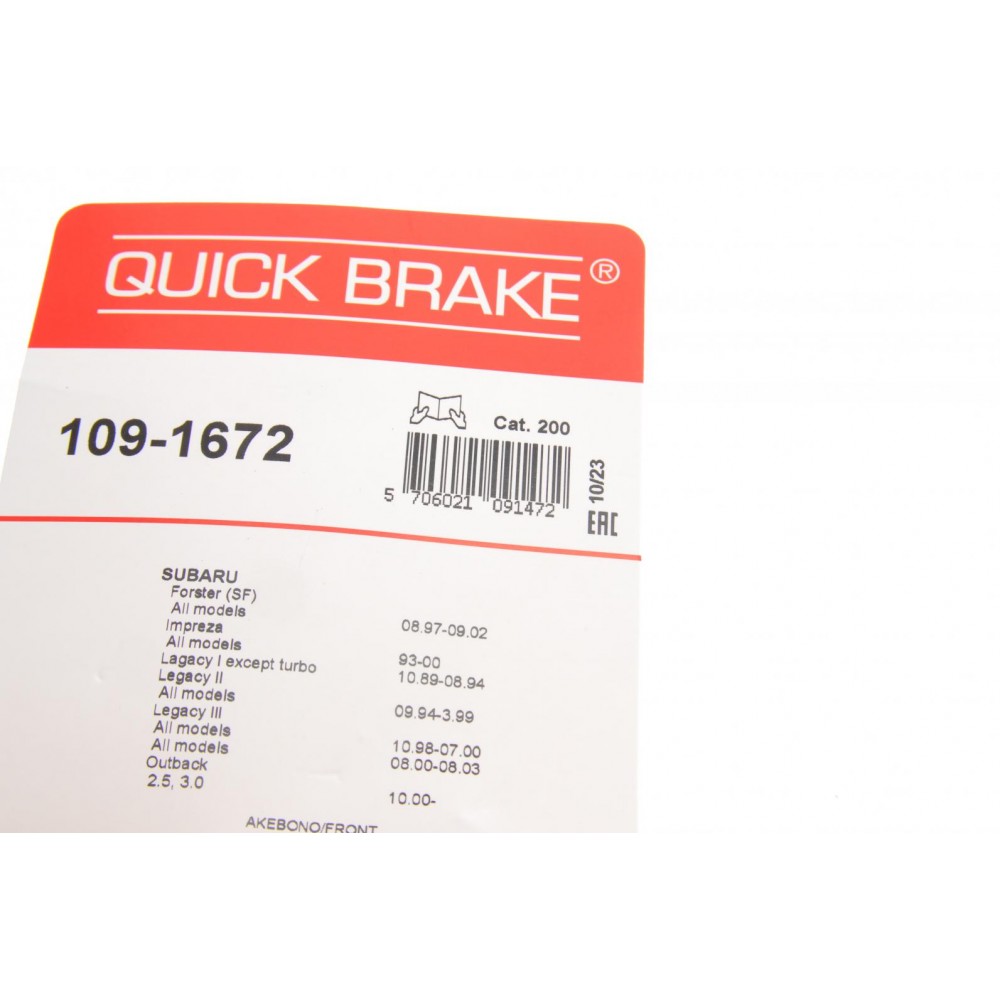 QUICK BRAKE®
109-1672
Cat. 200
5 706021 091472
10/23
EAC
SUBARU
Forster (SF)
All models
Impreza 08.97-09.02
All models
Lagacy I except turbo 93-00
Legacy II 10.89-08.94
All models
Legacy III 09.94-3.99
All models
All models 10.98-07.00
Outback 08.00-08.03
2.5, 3.0
10.00-
AKEBONO/FRONT